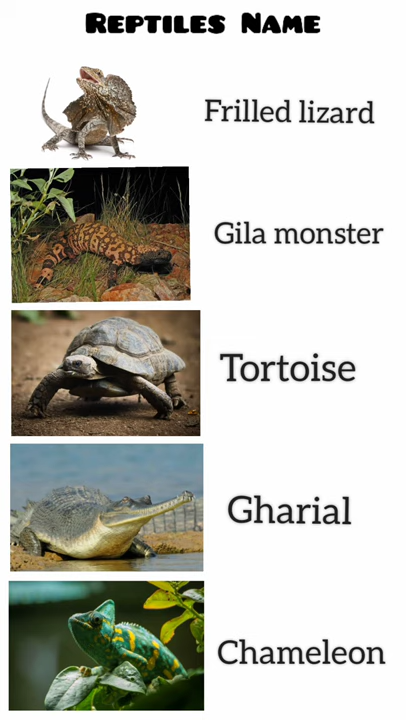 Reptiles Name
Frilled lizard
Gila monster
Tortoise
Gharial
Chameleon